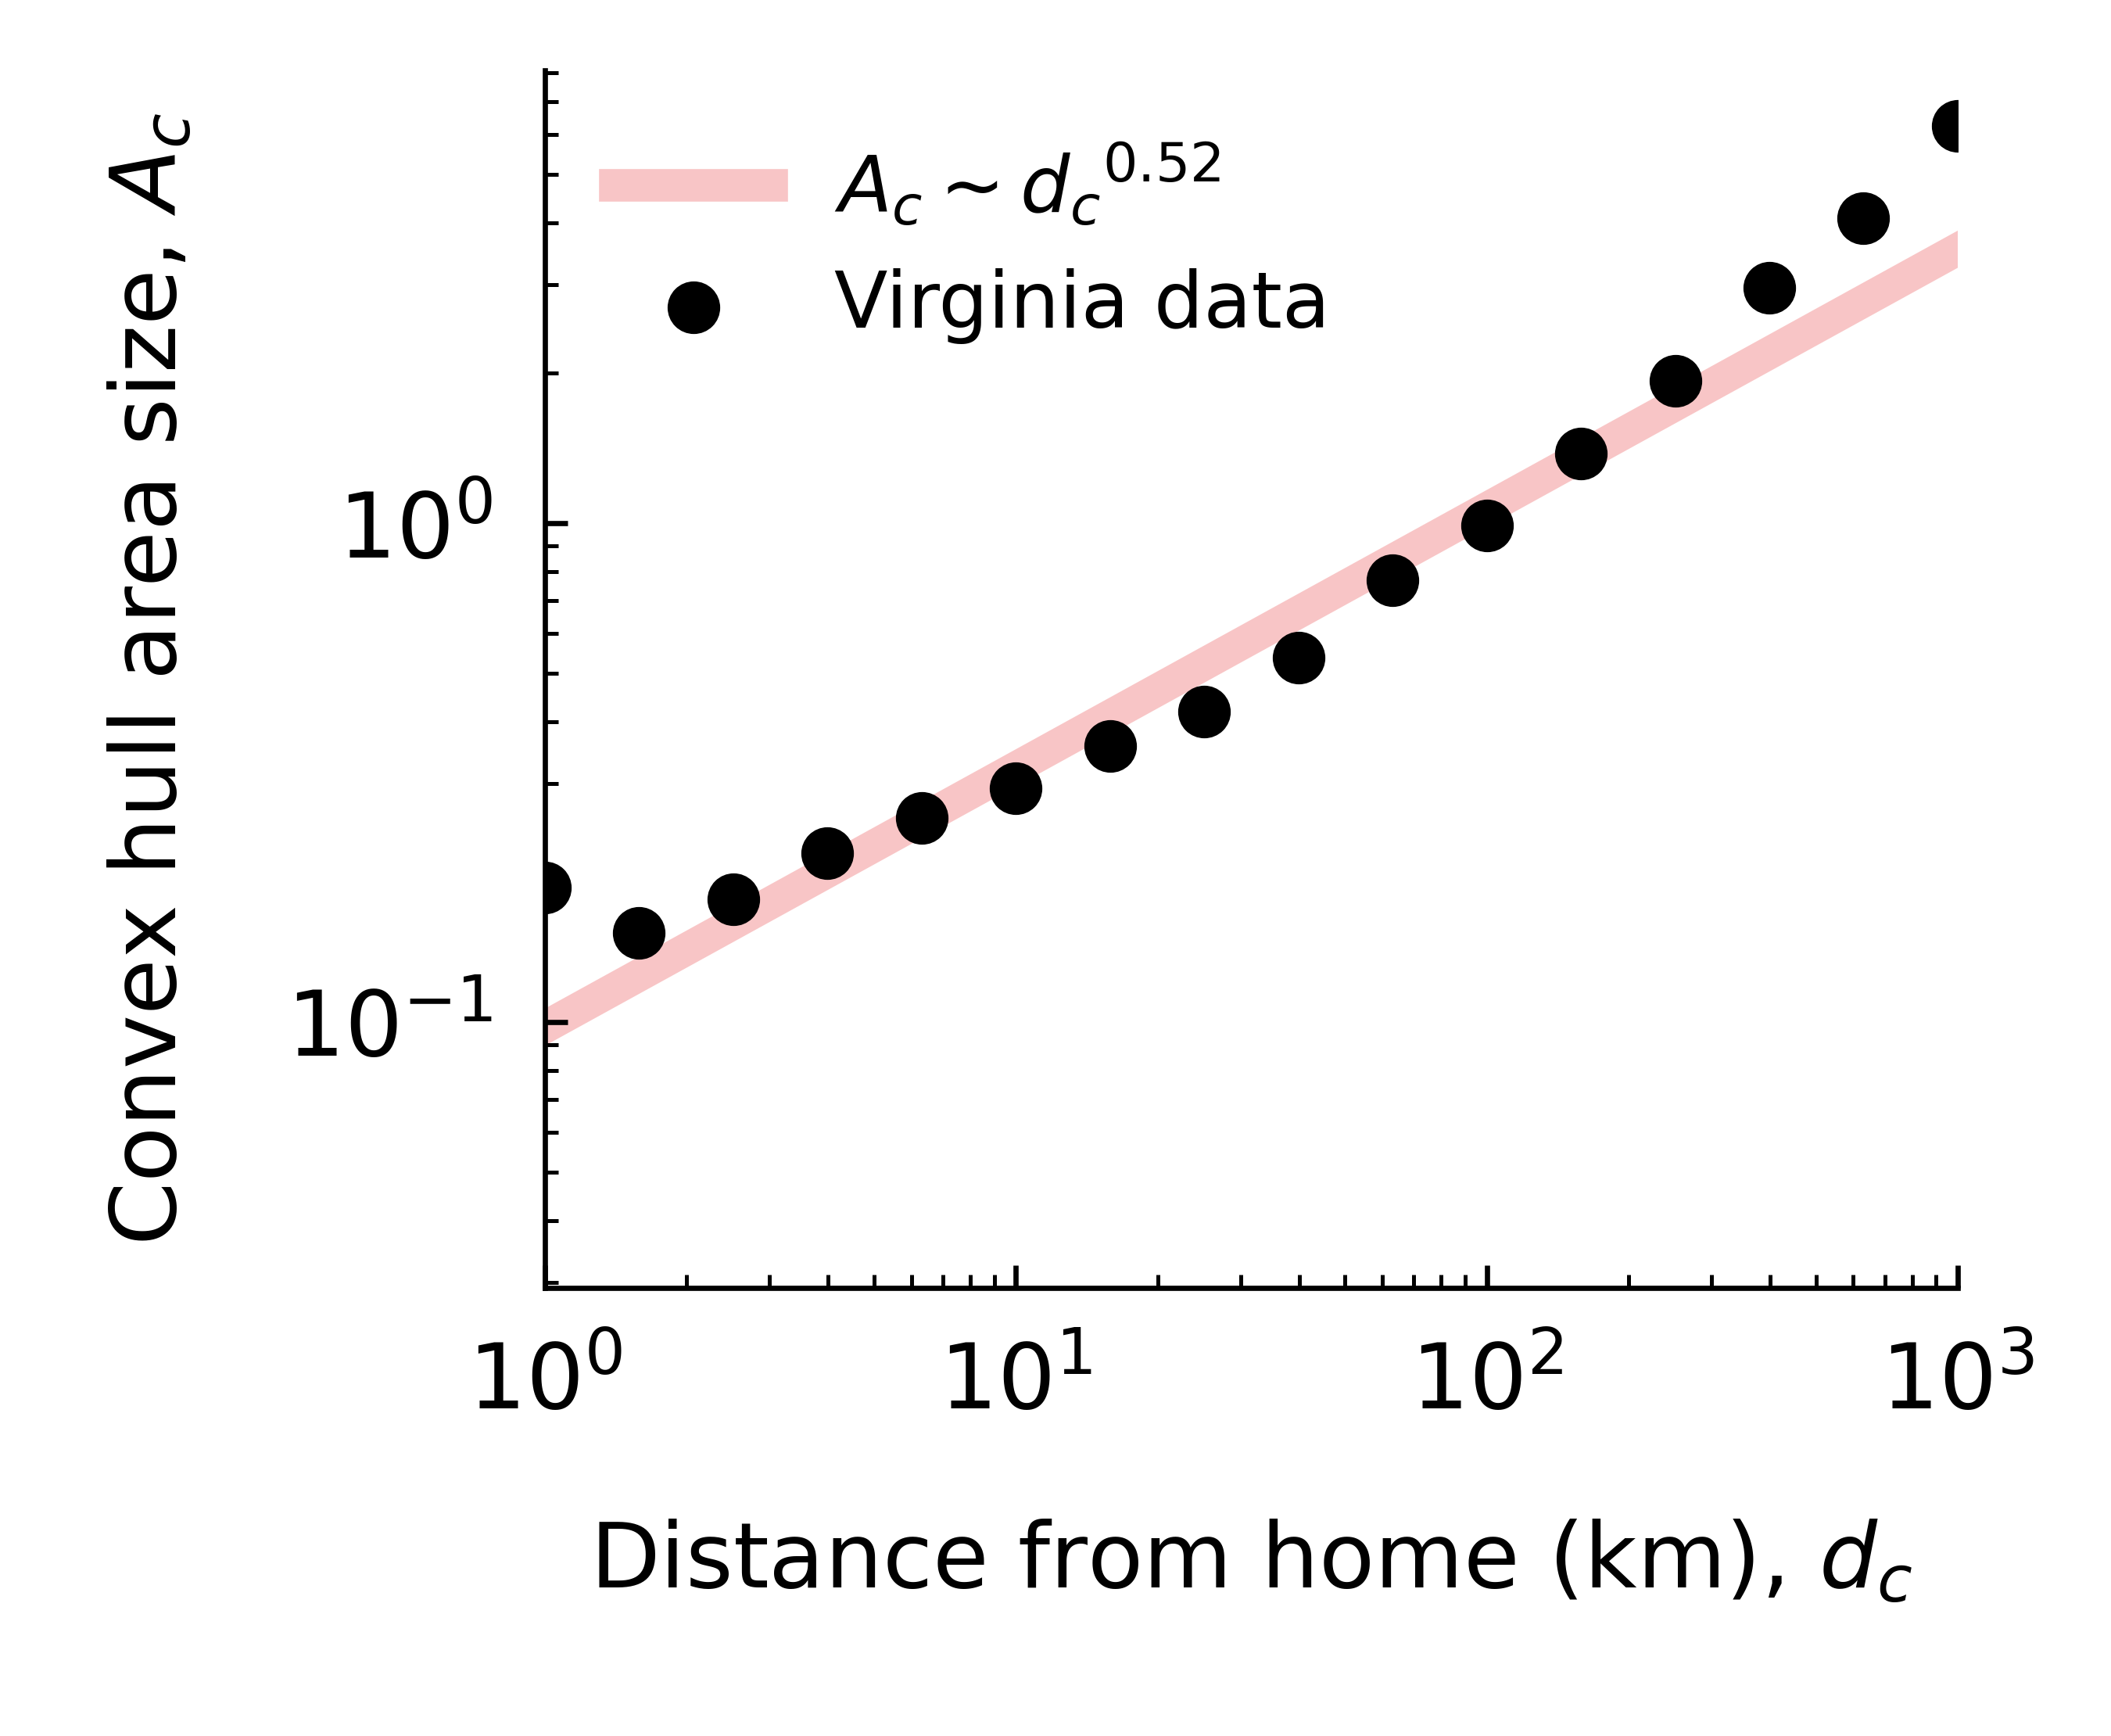 Convex hull area size, A_c
A_c ~ d_c^0.52
Virginia data
10^0
10^−1
10^0 10^1 10^2 10^3
Distance from home (km), d_c